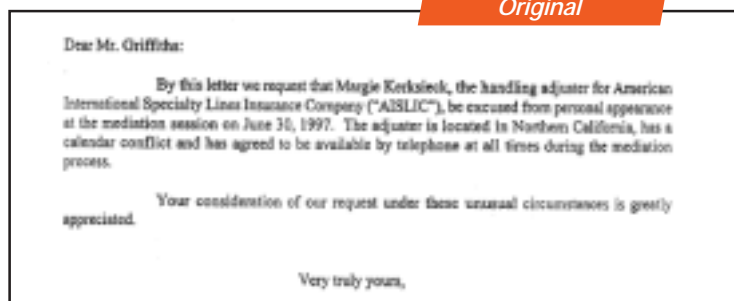 Original
Dear Mr. Griffiths:
By this letter we request that Margie Kerksieck, the handling adjuster for American
International Specialty Lines Insurance Company ("AISLIC"), be excused from personal appearance
at the mediation session on June 30, 1997. The adjuster is located in Northern California, has a
calendar conflict and has agreed to be available by telephone at all times during the mediation
process.
Your consideration of our request under these unusual circumstances is greatly
appreciated.
Very truly yours,